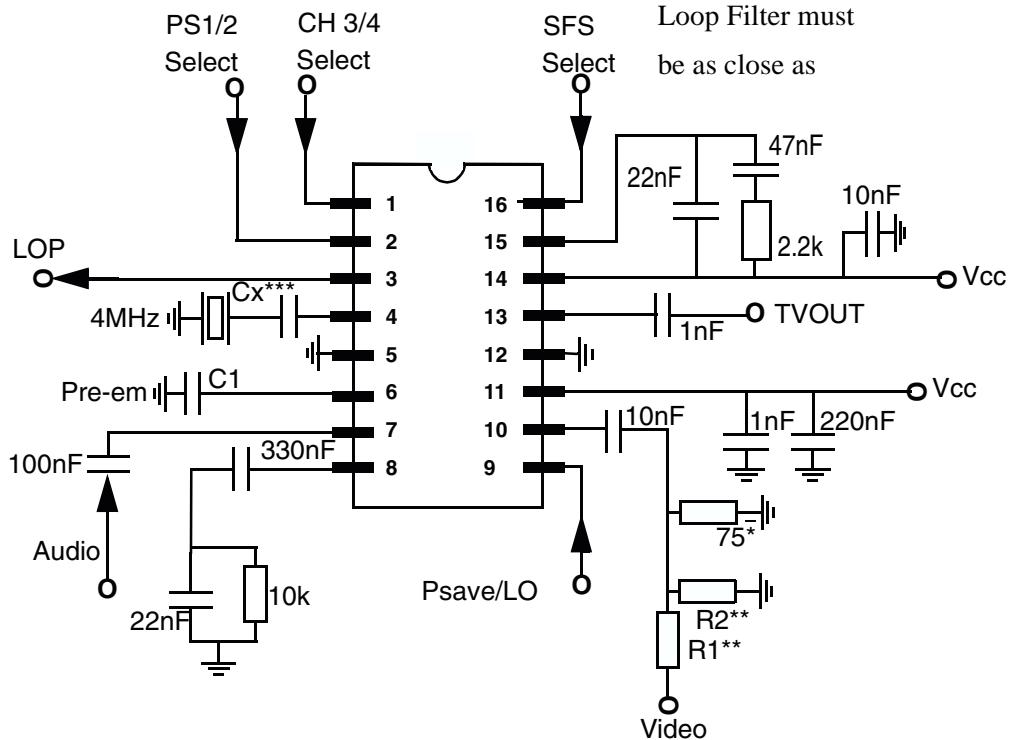 PS1/2
Select
CH 3/4
Select
SFS
Select
Loop Filter must
be as close as
47nF
22nF
10nF
2.2k
1
16
2
15
LOP
3
14
Vcc
Cx***
4MHz
4
13
1nF
TVOUT
5
12
Pre-em
C1
6
11
Vcc
7
10
10nF
1nF
220nF
100nF
330nF
8
9
75*
Audio
22nF
10k
Psave/LO
R2**
R1**
Video